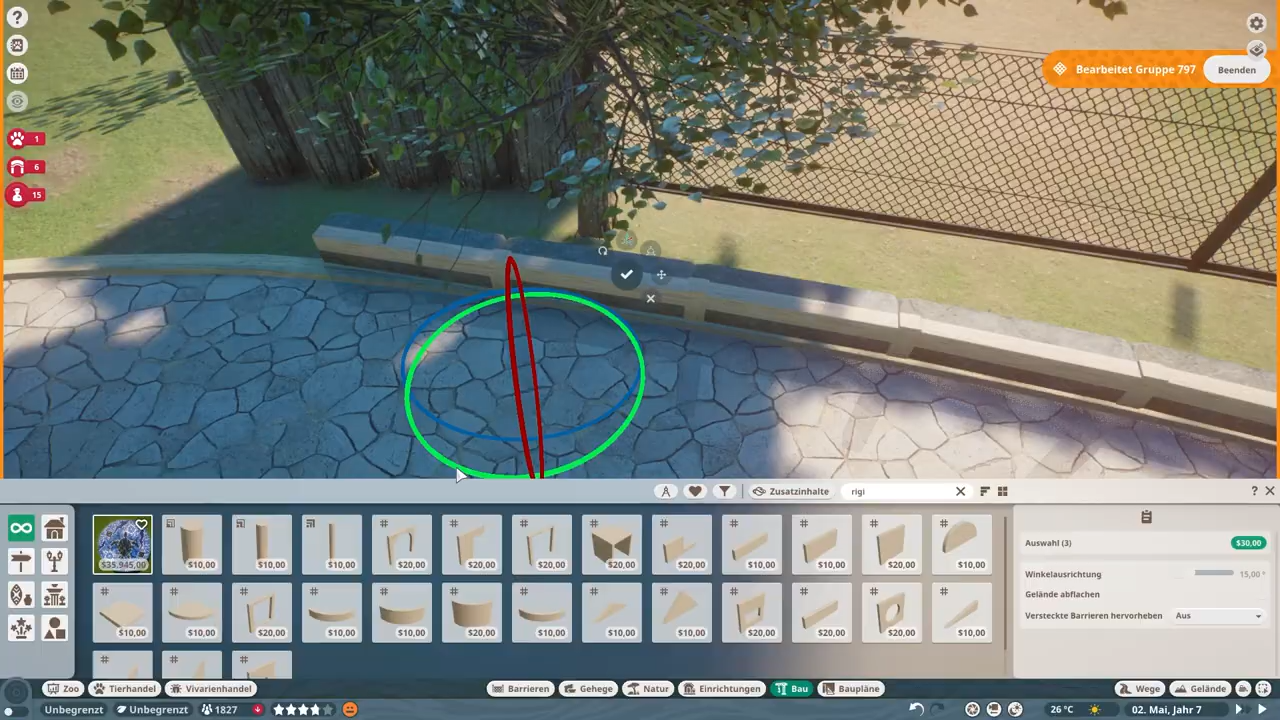 ?
Bearbeitet Gruppe 797
Beenden
1
6
15
Zusatzinhalte
rigi
?
$35.945,00
$10,00
$10,00
$10,00
$20,00
$10,00
$20,00
$20,00
$20,00
$10,00
$10,00
$20,00
$10,00
$10,00
$10,00
$20,00
$10,00
$10,00
$20,00
$10,00
$10,00
$10,00
$20,00
$20,00
$20,00
$10,00
Auswahl (3)
$30,00
Winkelausrichtung
15,00 °
Gelände abflachen
Versteckte Barrieren hervorheben
Aus
Zoo
Tierhandel
Vivarienhandel
Barrieren
Gehege
Natur
Einrichtungen
Bau
Baupläne
Wege
Gelände
Unbegrenzt
Unbegrenzt
1827
26 °C
02. Mai, Jahr 7